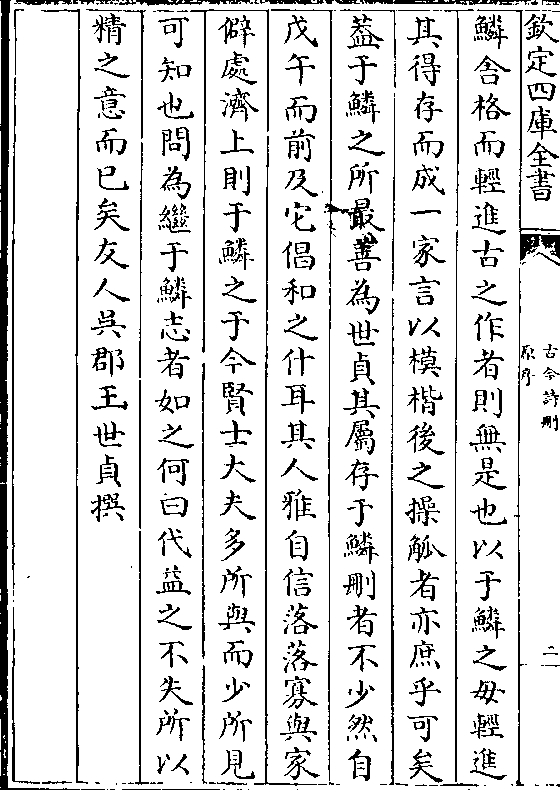 欽定四庫全書
古今詩刪
原序
二
鱗舍格而輕進古之作者則無是也以于鱗之毋輕進
其得存而成一家言以模楷後之操觚者亦庶乎可矣
葢于鱗之所最善為世貞其屬存于鱗刪者不少然自
戊午而前及它倡和之什耳其人雅自信落落寡與家
僻處濟上則于鱗之于今賢士大夫多所與而少所見
可知也問為繼于鱗志者如之何曰代益之不失所以
精之意而已矣友人吳郡王世貞撰